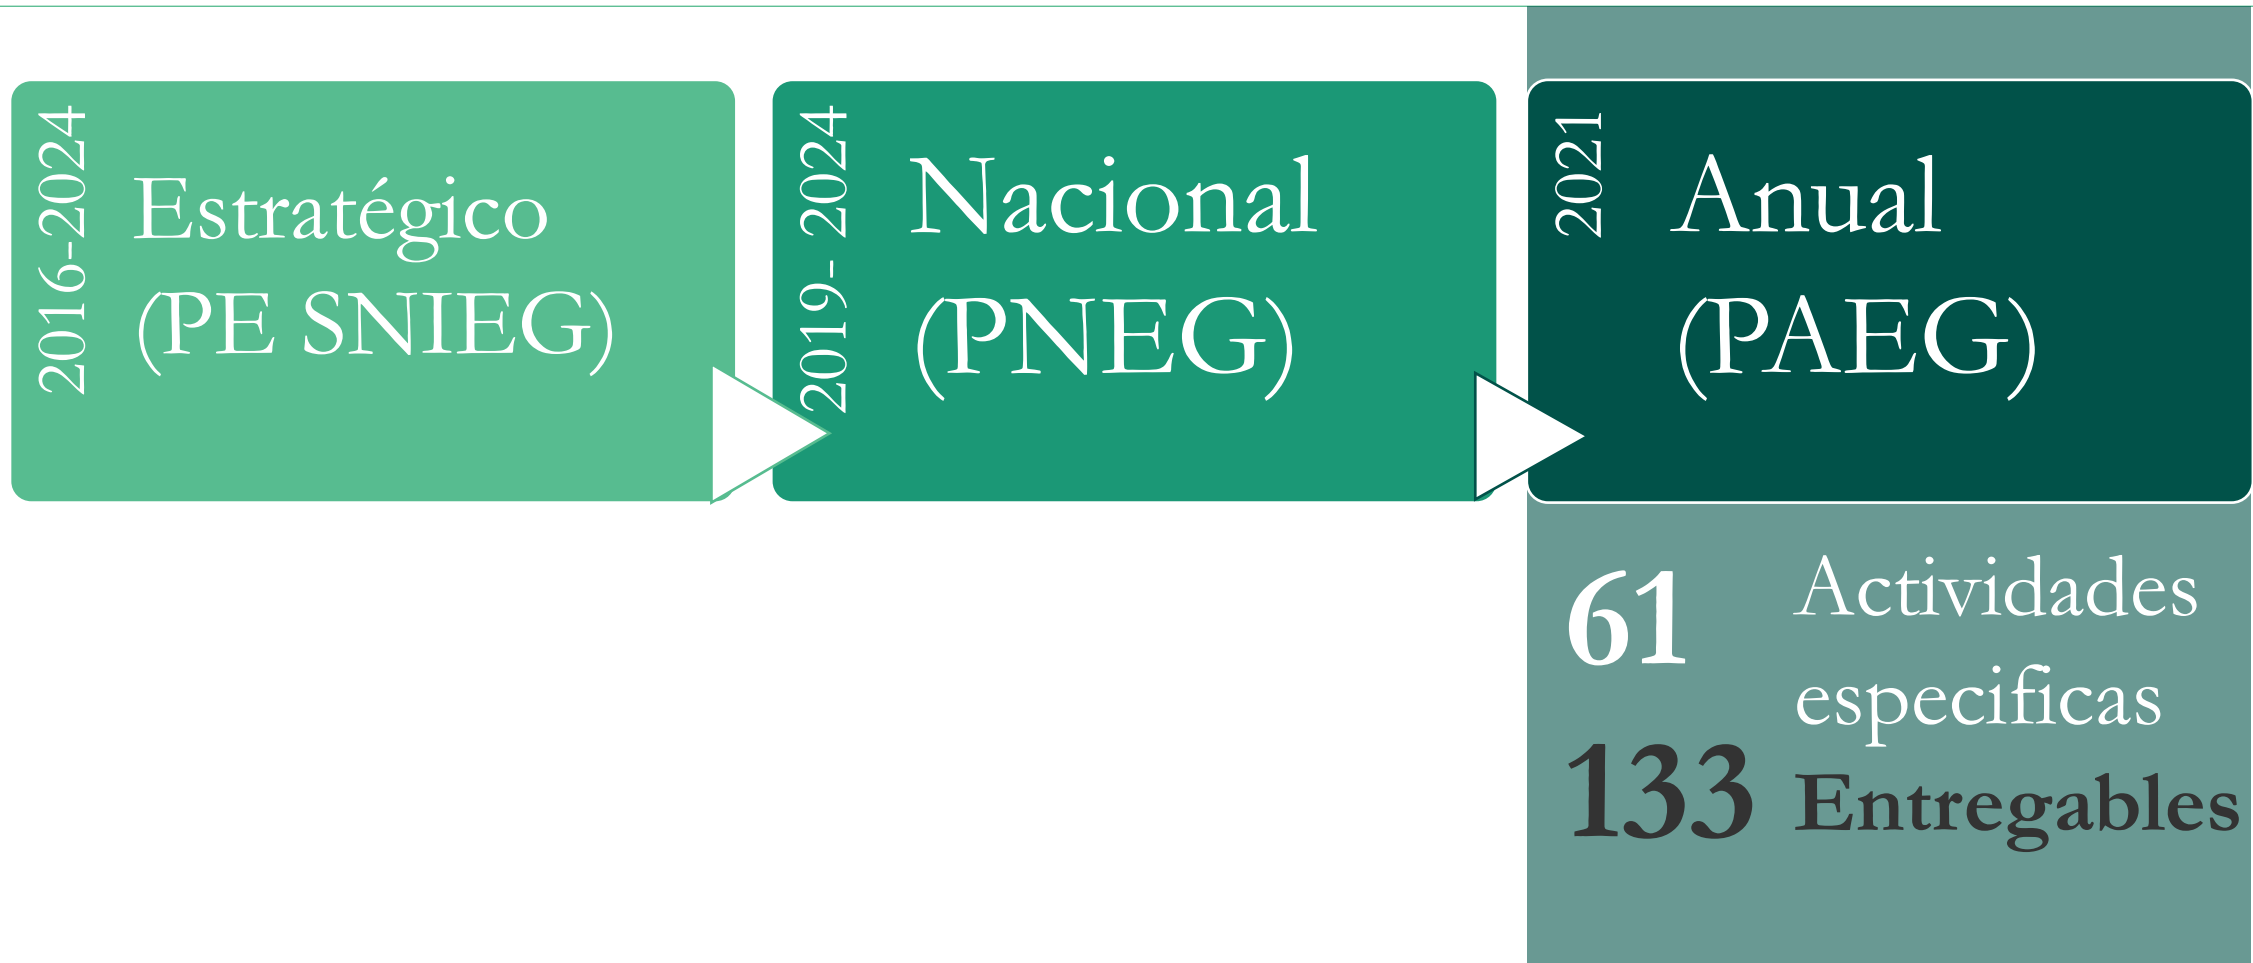 2016-2024
Estratégico
(PE SNIEG)
2019- 2024
Nacional
(PNEG)
2021
Anual
(PAEG)
61
Actividades
especificas
133
Entregables